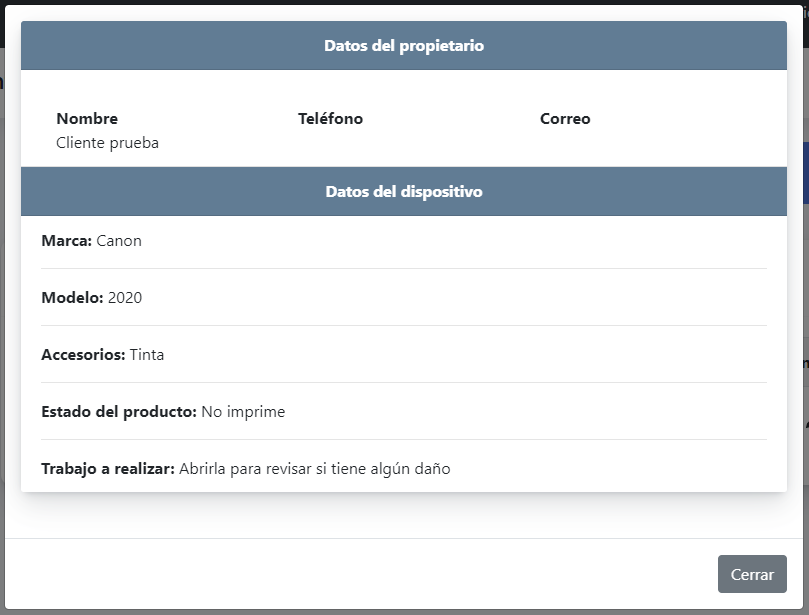 Datos del propietario
Nombre Teléfono Correo
Cliente prueba
Datos del dispositivo
Marca: Canon
Modelo: 2020
Accesorios: Tinta
Estado del producto: No imprime
Trabajo a realizar: Abrirla para revisar si tiene algún daño
Cerrar